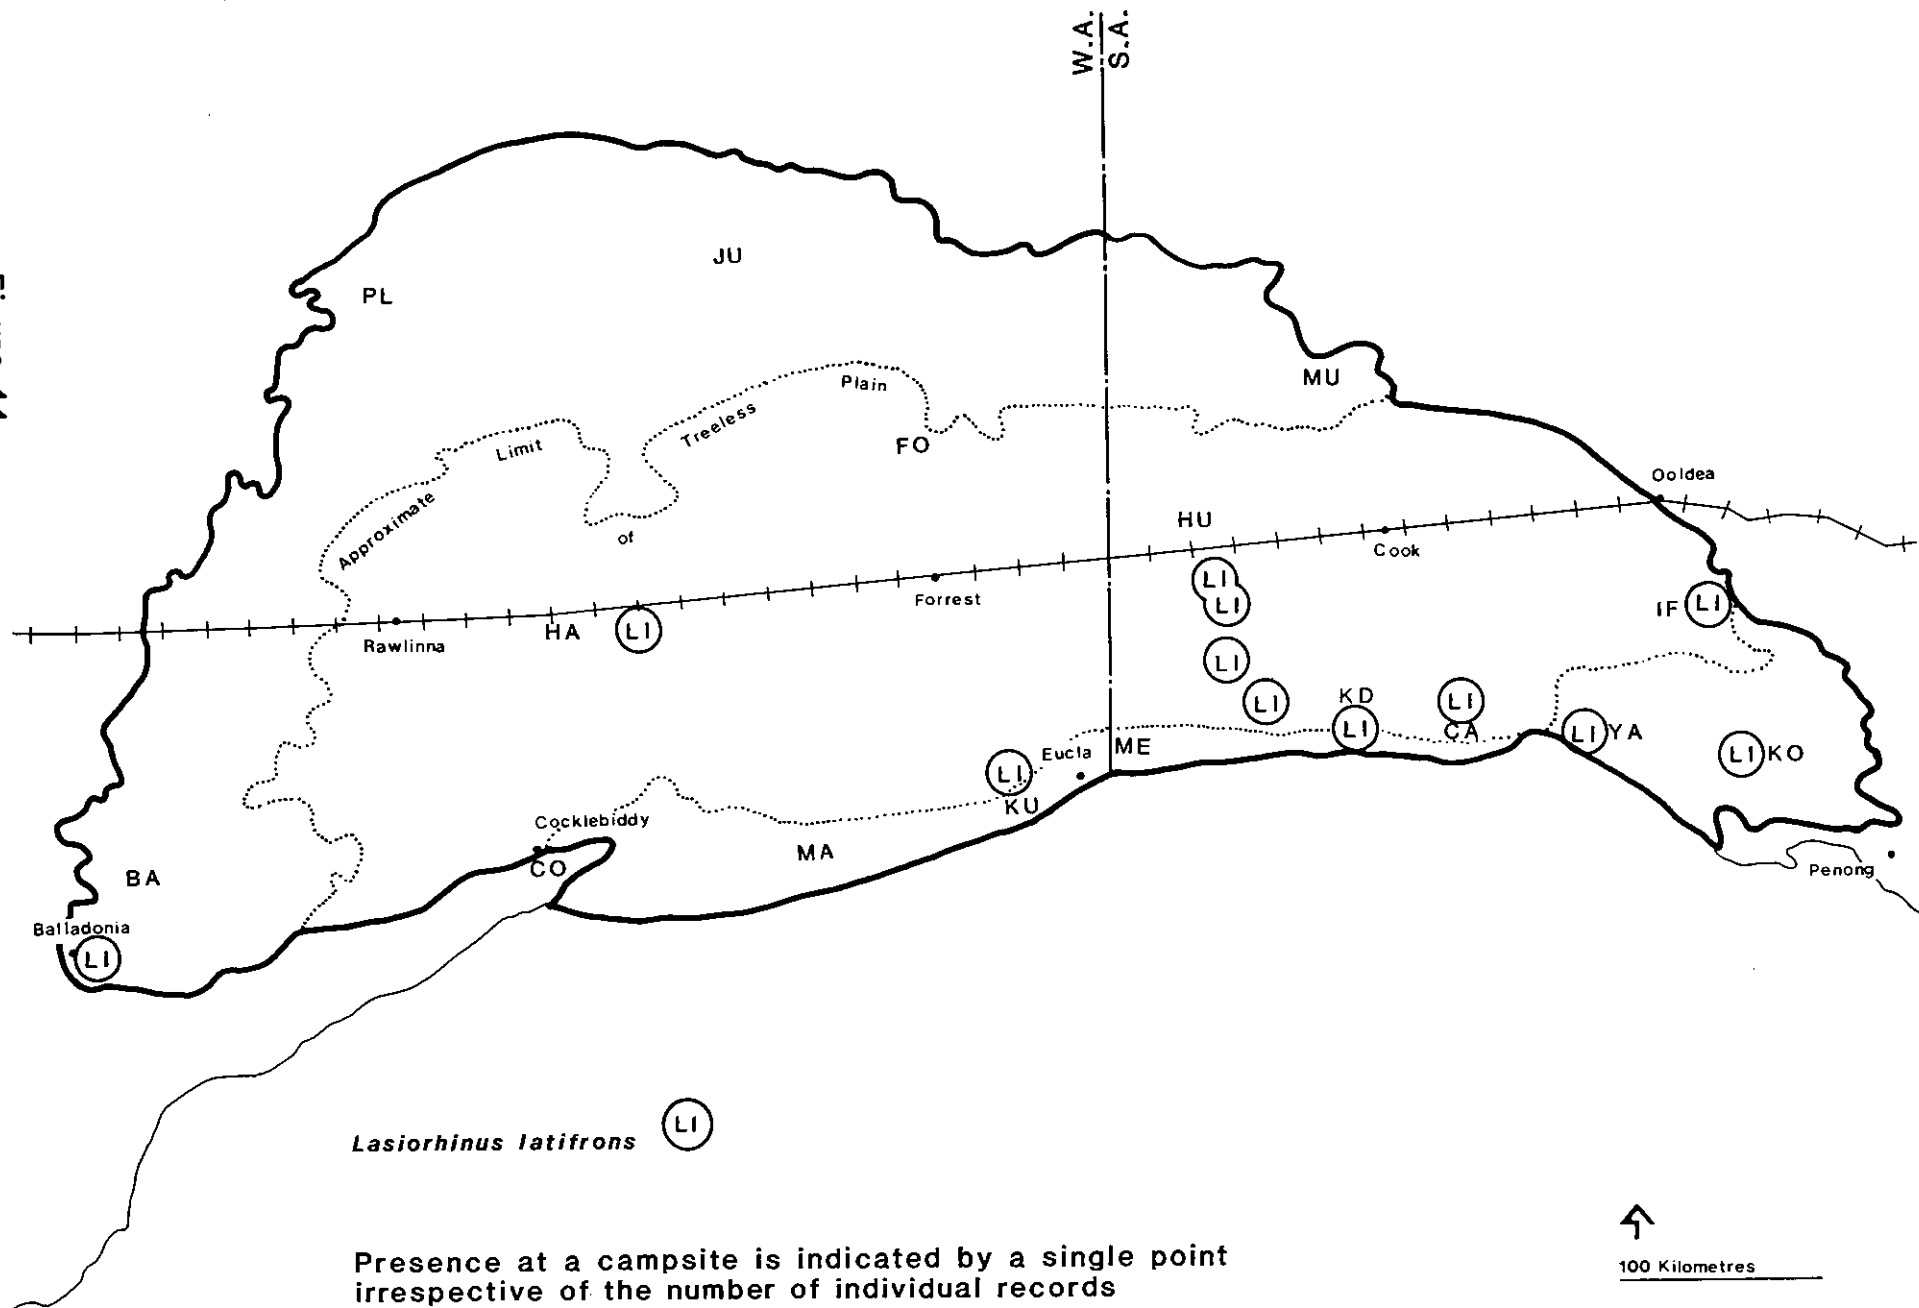 W.A.
S.A.
JU
PL
MU
Plain
Treeless
Limit
FO
Approximate
of
Ooldea
HU
Cook
LI
LI
Forrest
IF LI
HA LI
Rawlinna
LI
LI
KD
LI
LI
CA
LI YA
ME
Eucla
LI KO
LI
KU
Cocklebiddy
CO
MA
BA
Penong
Balladonia
LI
Lasiorhinus latifrons LI
Presence at a campsite is indicated by a single point
irrespective of the number of individual records
100 Kilometres